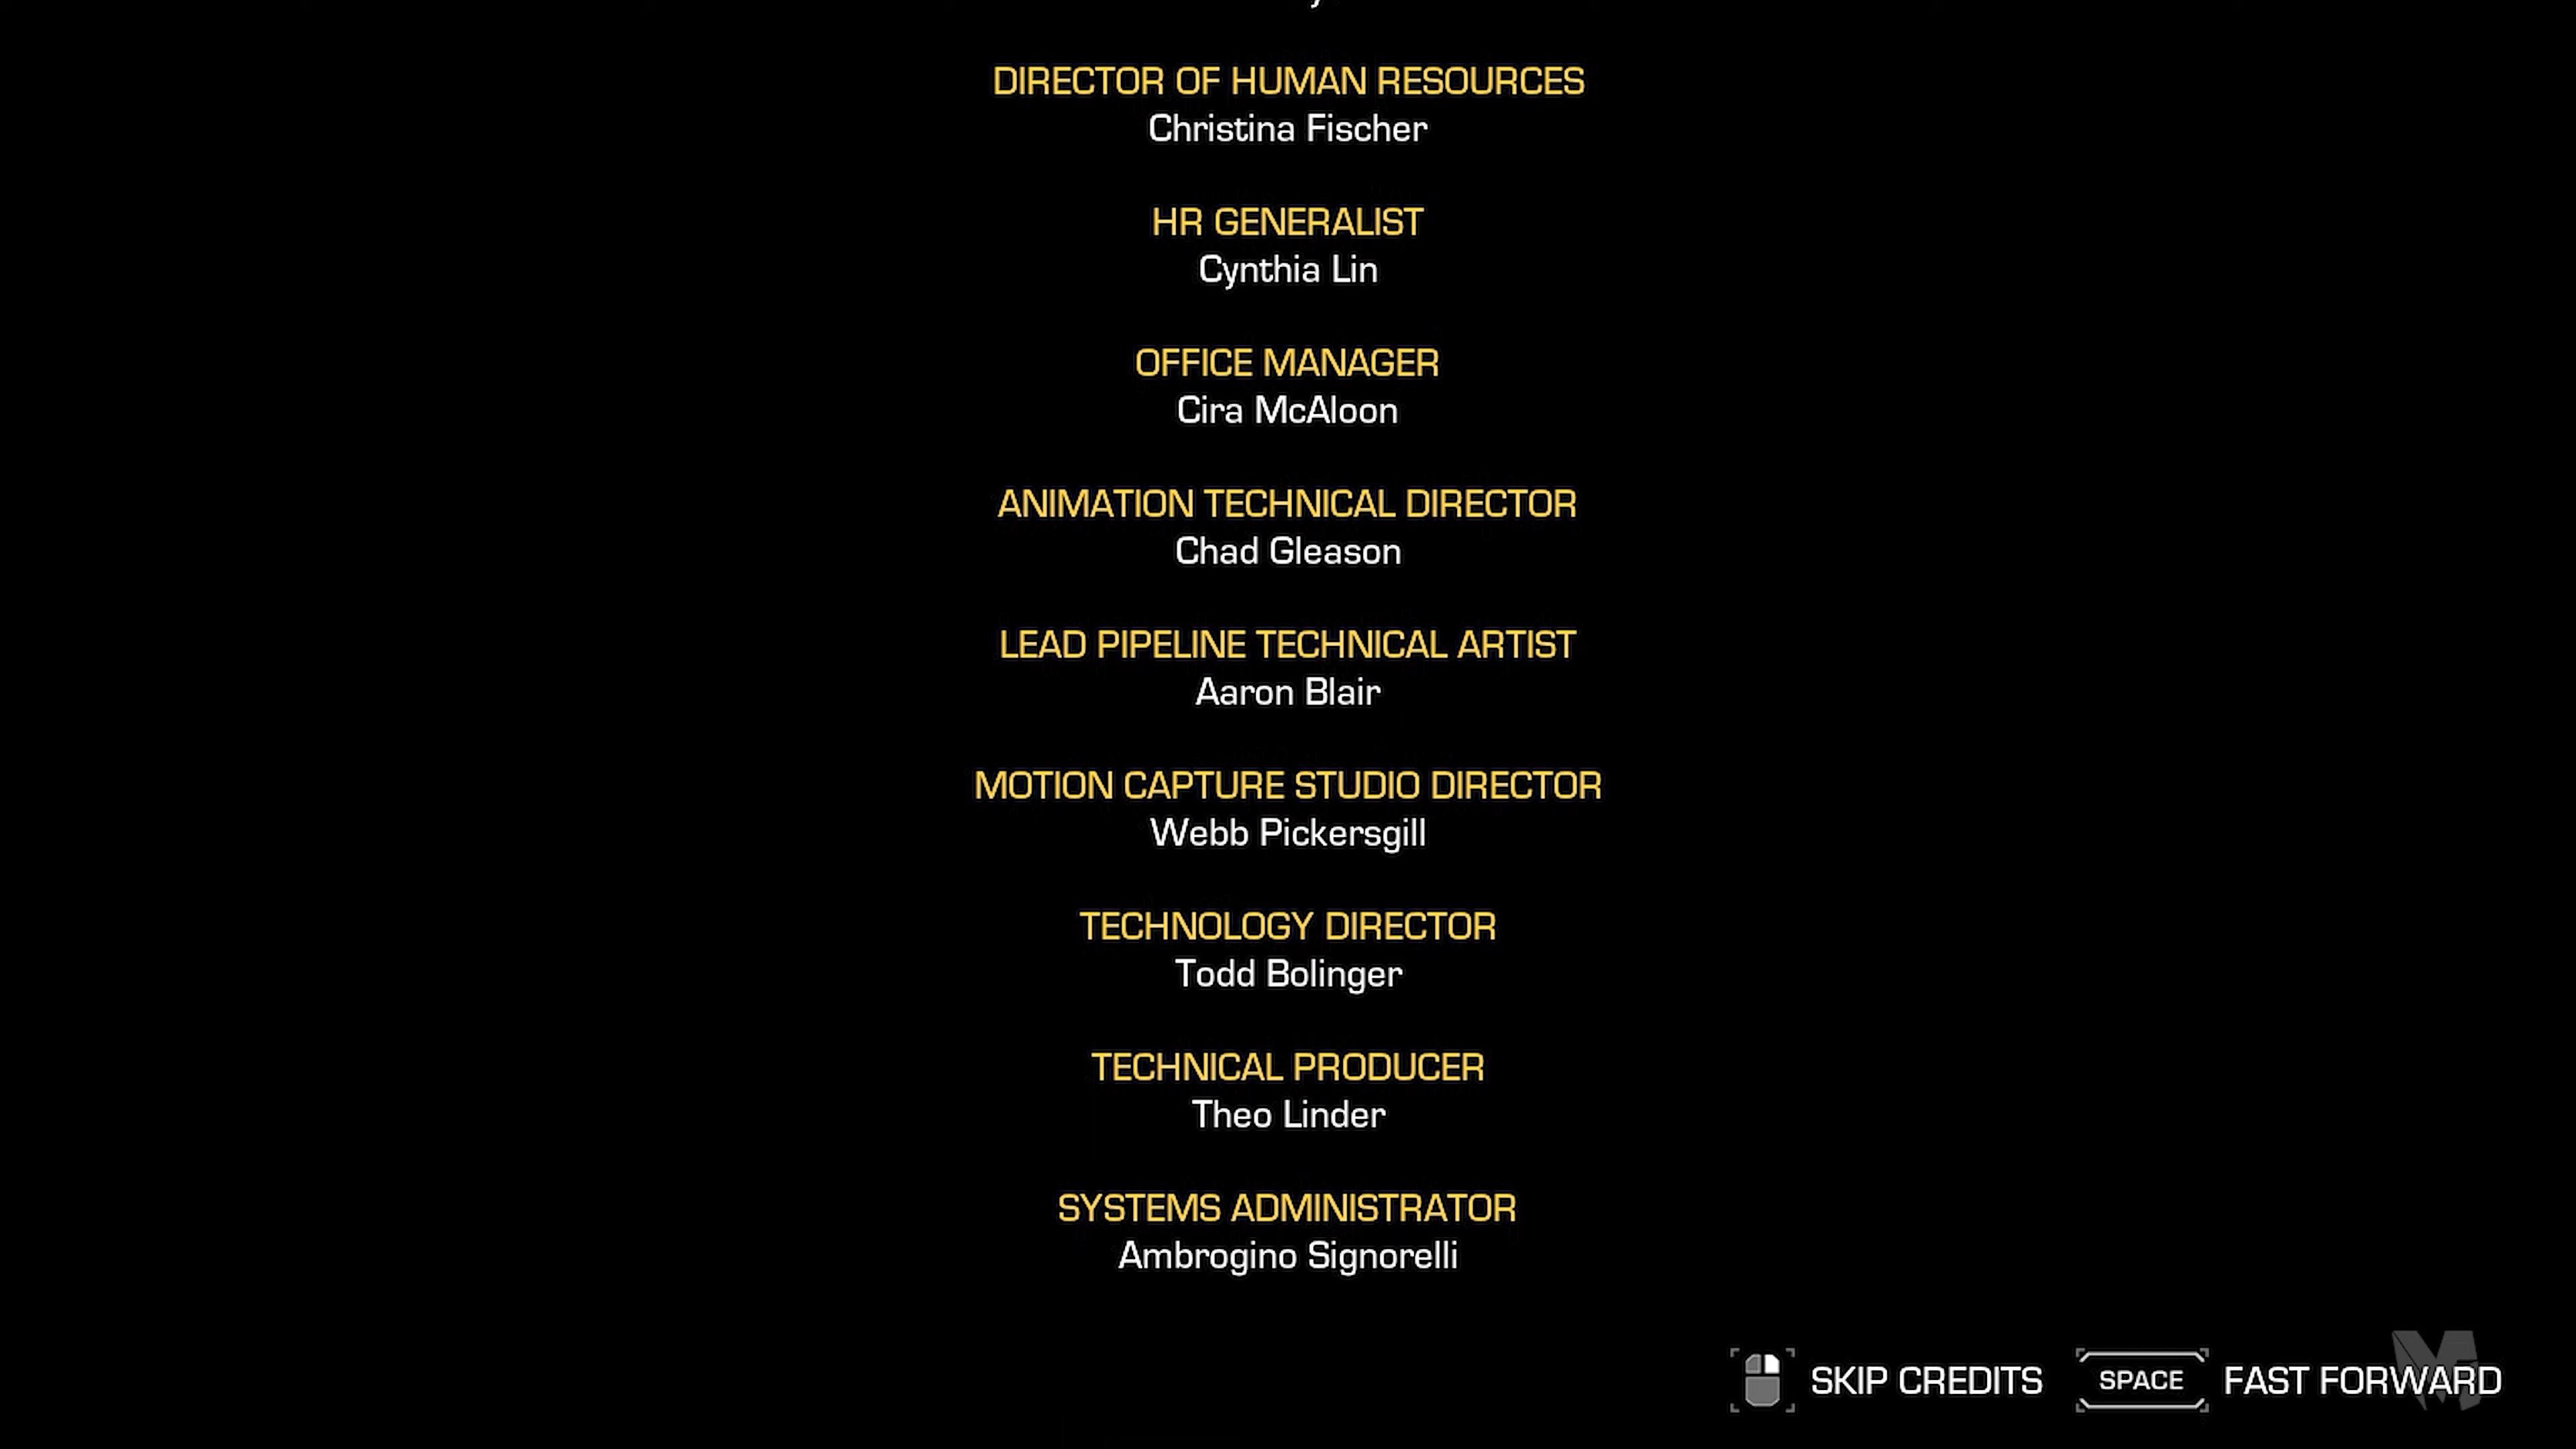 DIRECTOR OF HUMAN RESOURCES
Christina Fischer
HR GENERALIST
Cynthia Lin
OFFICE MANAGER
Cira McAloon
ANIMATION TECHNICAL DIRECTOR
Chad Gleason
LEAD PIPELINE TECHNICAL ARTIST
Aaron Blair
MOTION CAPTURE STUDIO DIRECTOR
Webb Pickersgill
TECHNOLOGY DIRECTOR
Todd Bolinger
TECHNICAL PRODUCER
Theo Linder
SYSTEMS ADMINISTRATOR
Ambrogino Signorelli
SKIP CREDITS SPACE FAST FORWARD